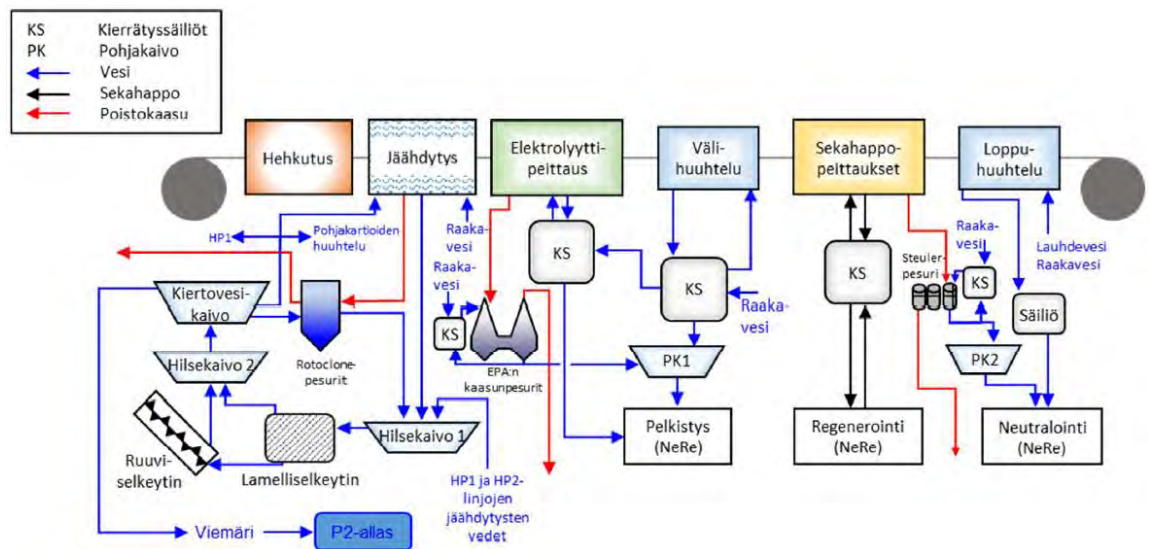 KS Kierrätyssäiliöt
PK Pohjakaivo
Vesi
Sekahappo
Poistokaasu
Hehkutus
Jäähdytys
Elektrolyytti-
peittaus
Väli-
huuhtelu
Sekahappo-
peittaukset
Loppu-
huuhtelu
HP1
Pohjakartioiden
huuhtelu
Raaka-
vesi
Raaka-
vesi
KS
KS
Raaka-
vesi
KS
Steuler-
pesuri
Raaka-
vesi
KS
Lauhdevesi
Raakavesi
Säiliö
Kiertovesi-
kaivo
Rotoclone-
pesurit
KS
EPA:n
kaasunpesurit
PK1
PK2
Hilsekaivo 2
Hilsekaivo 1
Pelkistys
(NeRe)
Regenerointi
(NeRe)
Neutralointi
(NeRe)
Ruuvi-
selkeytin
Lamelliselkeytin
HP1 ja HP2-
linjojen
jäähdytysten
vedet
Viemäri
P2-allas